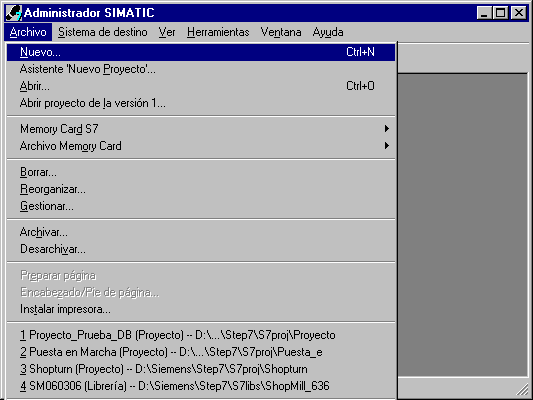 Administrador SIMATIC
Archivo Sistema de destino Ver Herramientas Ventana Ayuda
Nuevo... Ctrl+N
Asistente 'Nuevo Proyecto'...
Abrir... Ctrl+O
Abrir proyecto de la versión 1...
Memory Card S7
Archivo Memory Card
Borrar...
Reorganizar...
Gestionar...
Archivar...
Desarchivar...
Preparar página
Encabezado/Pie de página...
Instalar impresora...
1 Proyecto_Prueba_DB (Proyecto) -- D:\...\Step7\S7proj\Proyecto
2 Puesta en Marcha (Proyecto) -- D:\...\Step7\S7proj\Puesta_e
3 Shopturn (Proyecto) -- D:\Siemens\Step7\S7proj\Shopturn
4 SM060306 (Librería) -- D:\Siemens\Step7\S7libs\ShopMill_636